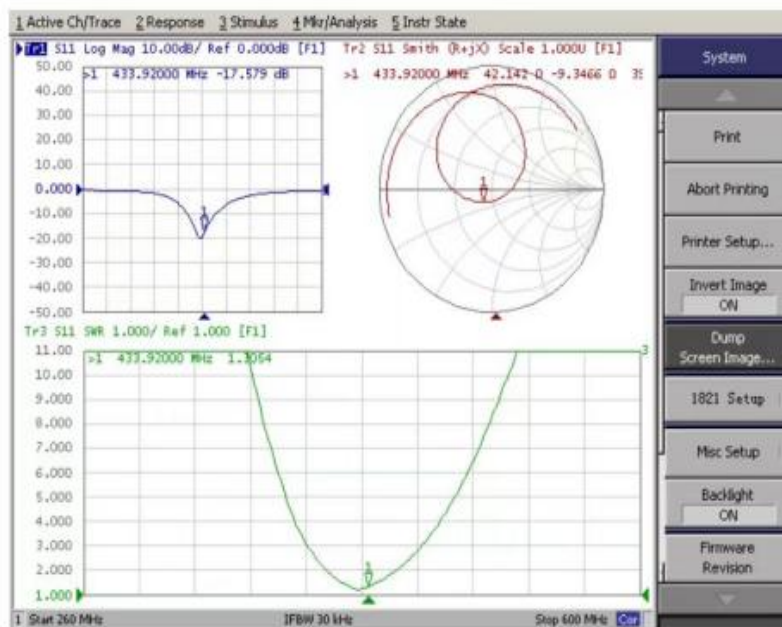 1 Active Ch/Trace 2 Response 3 Stimulus 4 Mkr/Analysis 5 Instr State
Tr1 S11 Log Mag 10.00dB/ Ref 0.000dB [F1]
50.00
>1 433.92000 MHz -17.579 dB
40.00
30.00
20.00
10.00
0.000
-10.00
-20.00
-30.00
-40.00
-50.00
1
Tr2 S11 Smith (R+jX) Scale 1.000U [F1]
>1 433.92000 MHz 42.142 Ω -9.3466 Ω
1
Tr3 S11 SWR 1.000/ Ref 1.000 [F1]
11.00
>1 433.92000 MHz
3
10.00
9.000
8.000
7.000
6.000
5.000
4.000
3.000
2.000
1.000
1
1 Start 260 MHz IFBW 30 kHz Stop 600 MHz Cor
System
Print
Abort Printing
Printer Setup...
Invert Image
ON
Dump
Screen Image...
1821 Setup
Misc Setup
Backlight
ON
Firmware
Revision